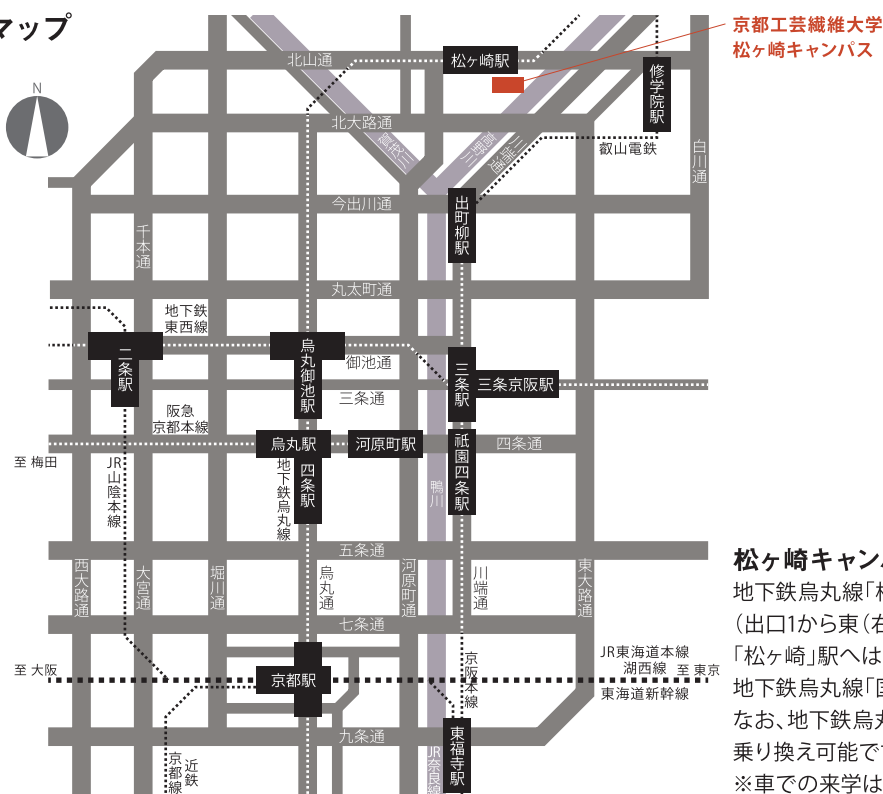 マップ
京都工芸繊維大学
松ヶ崎キャンパス
N
北山通
松ヶ崎駅
修学院駅
北大路通
賀茂川
高野川
川端通
叡山電鉄
白川通
今出川通
出町柳駅
千本通
丸太町通
地下鉄
東西線
二条駅
烏丸御池駅
御池通
三条駅
三条京阪駅
三条通
阪急
京都本線
烏丸駅
河原町駅
祇園四条駅
四条通
至 梅田
JR山陰本線
地下鉄烏丸線
四条駅
鴨川
五条通
西大路通
大宮通
堀川通
烏丸通
河原町通
川端通
東大路通
七条通
至 大阪
京都駅
京阪本線
JR東海道本線
湖西線
至 東京
東海道新幹線
九条通
東福寺駅
JR奈良線
近鉄
京都線
松ヶ崎キャン
地下鉄烏丸線「
（出口1から東（右
「松ヶ崎」駅へは
地下鉄烏丸線「
なお、地下鉄烏丸
乗り換え可能で
※車での来学は